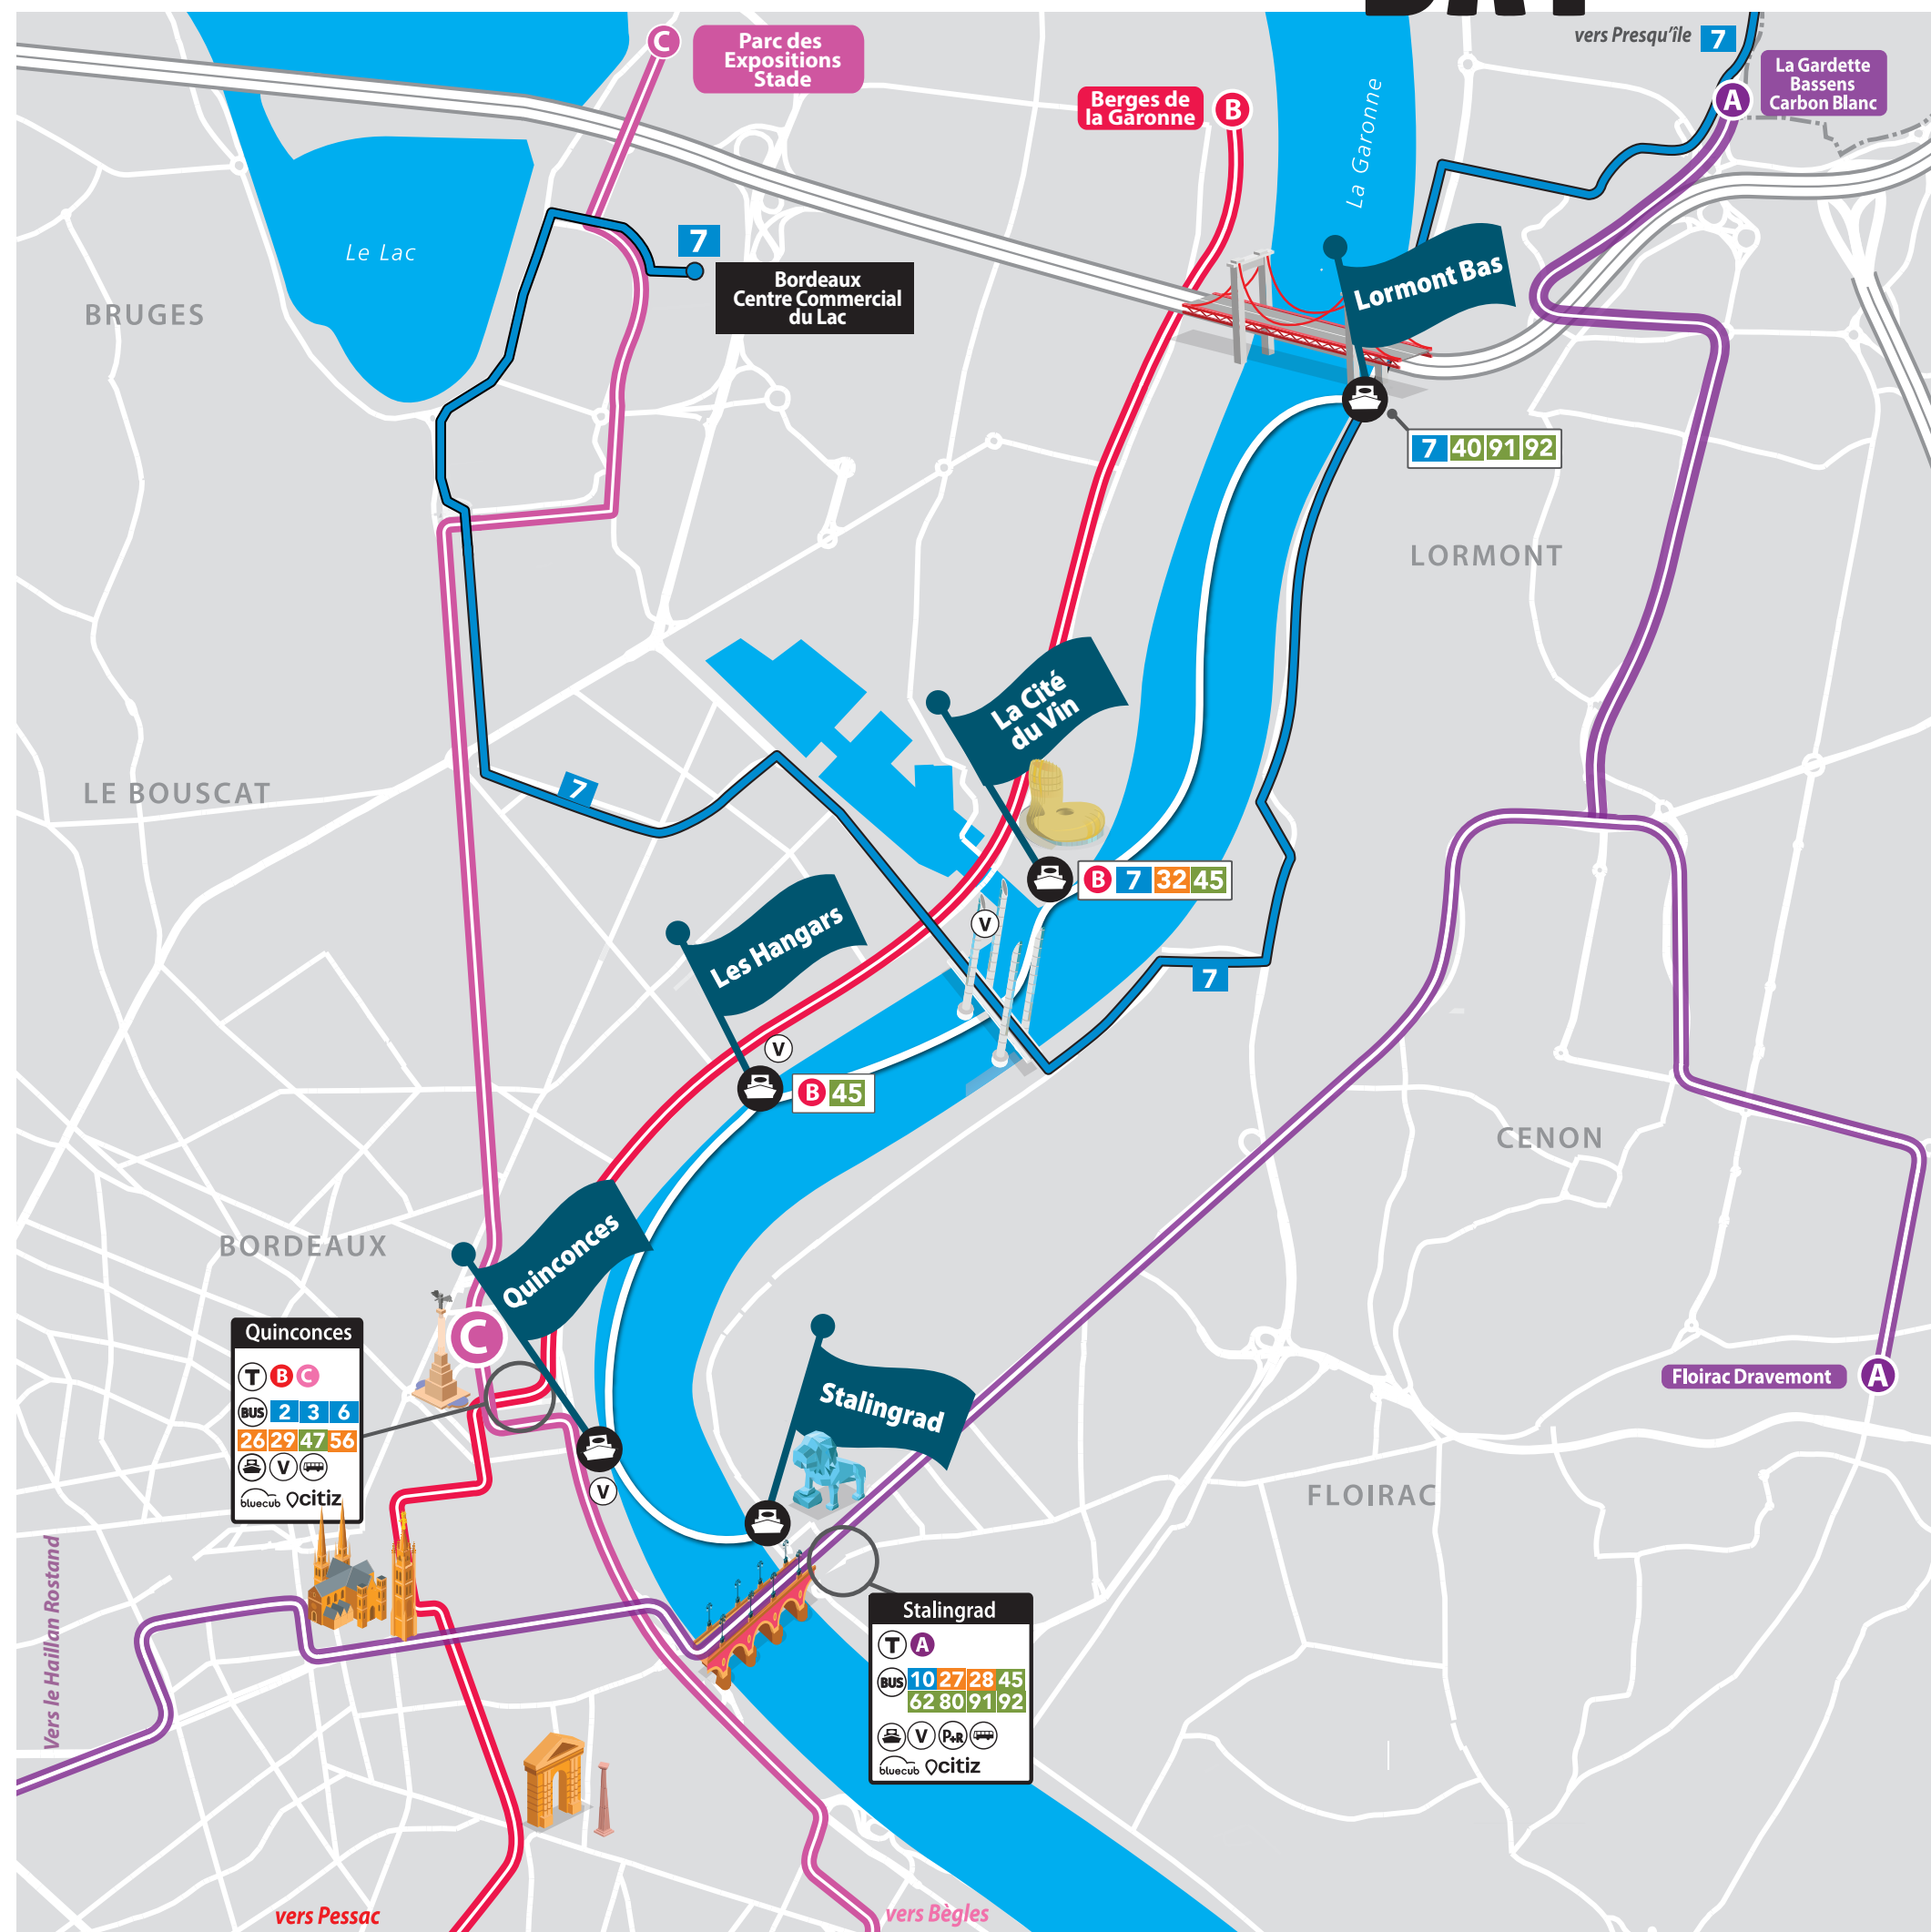 vers Presqu'île 7
C
Parc des
Expositions
Stade
La Gardette
Bassens
Carbon Blanc
A
Berges de
la Garonne
B
La Garonne
Le Lac
7
Bordeaux
Centre Commercial
du Lac
Lormont Bas
BRUGES
7 40 91 92
LORMONT
La Cité
du Vin
LE BOUSCAT
7
B 7 32 45
V
Les Hangars
7
V
B 45
CENON
BORDEAUX
Quinconces
C
Quinconces
T B C
BUS 2 3 6
26 29 47 56
V
bluecub citiz
V
Stalingrad
Floirac Dravemont A
FLOIRAC
Vers le Haillan Rostand
Stalingrad
T A
BUS 10 27 28 45
62 80 91 92
V P+R
bluecub citiz
vers Pessac
vers Bègles